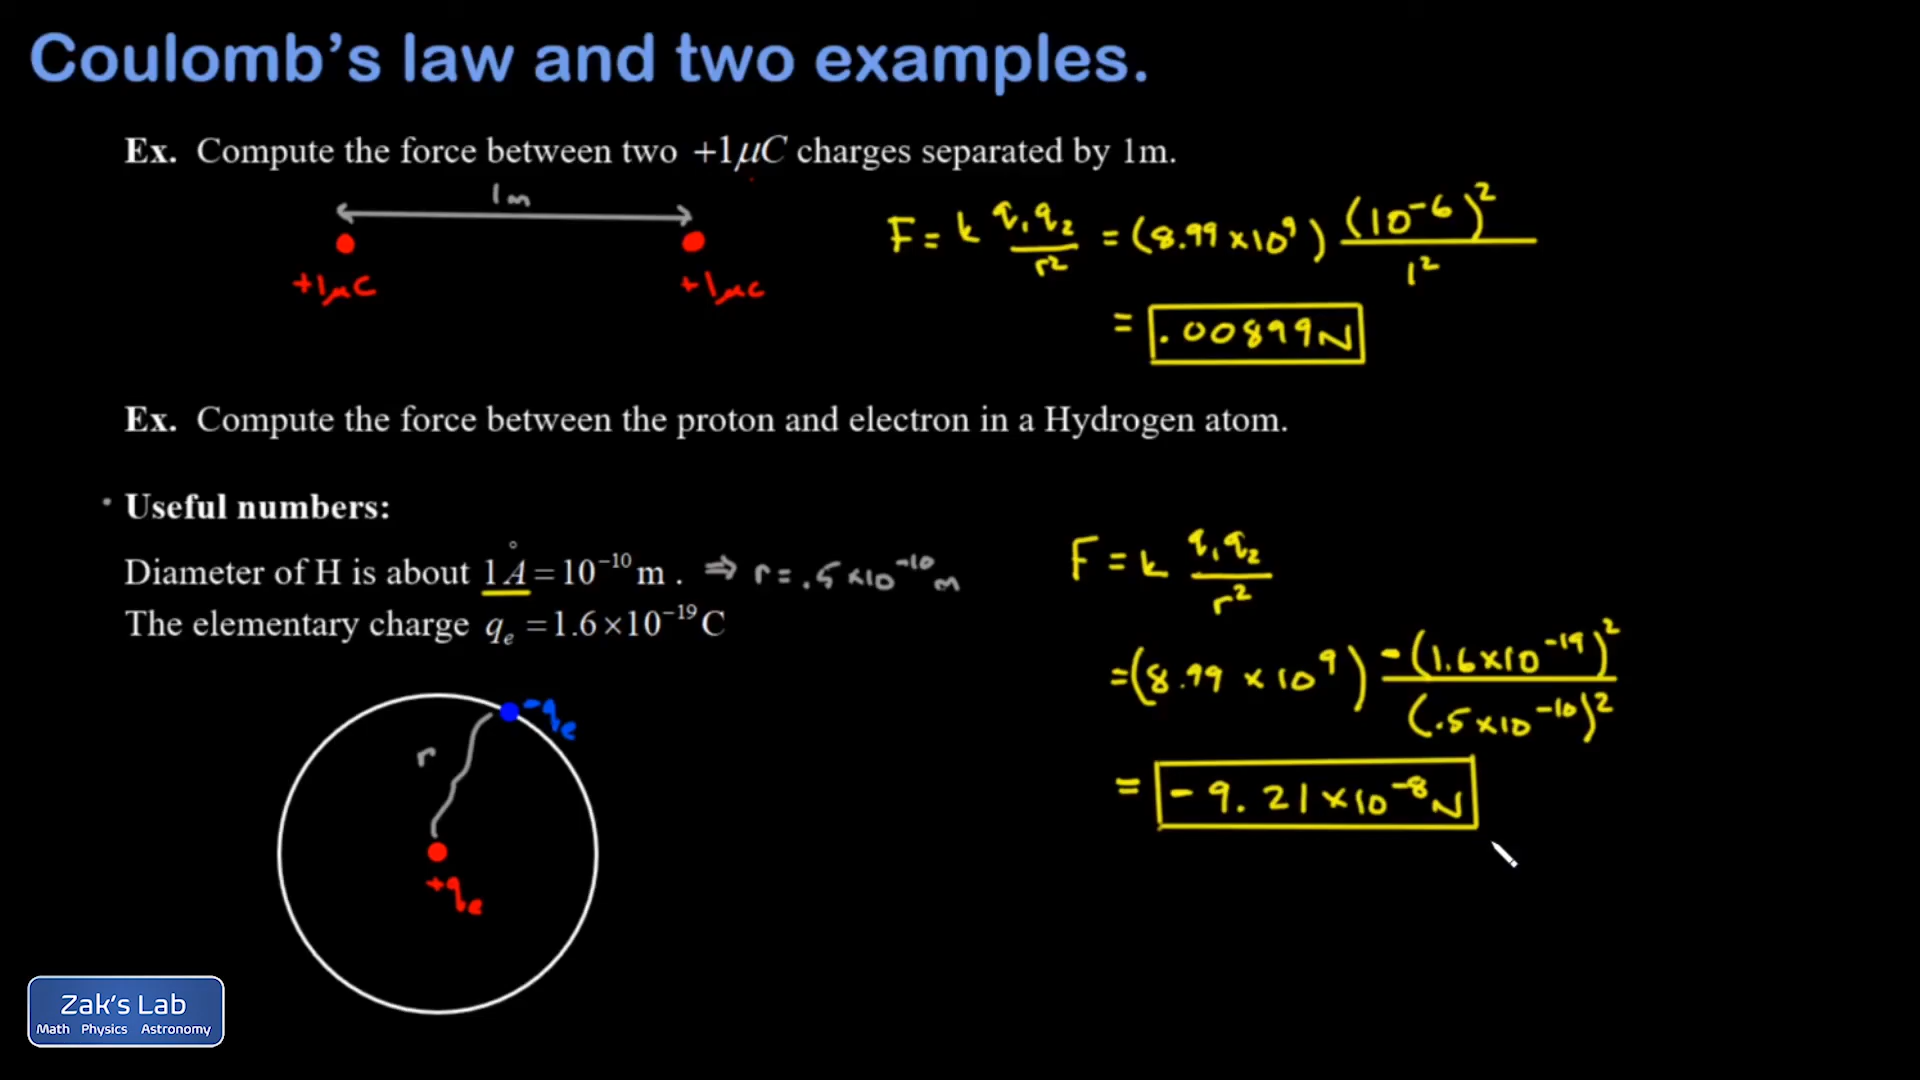 Coulomb's law and two examples.
Ex. Compute the force between two +1μC charges separated by 1m.
1m
+1μC +1μC
F = k q₁q₂/r² = (8.99×10⁹) (10⁻⁶)²/1²
= .00899N
Ex. Compute the force between the proton and electron in a Hydrogen atom.
Useful numbers:
Diameter of H is about 1Å = 10⁻¹⁰ m . ⇒ r = .5×10⁻¹⁰ m
The elementary charge qₑ = 1.6×10⁻¹⁹ C
F = k q₁q₂/r²
= (8.99×10⁹) -(1.6×10⁻¹⁹)²/(.5×10⁻¹⁰)²
= -9.21×10⁻⁸ N
-qₑ
r
+qₑ
Zak's Lab
Math Physics Astronomy